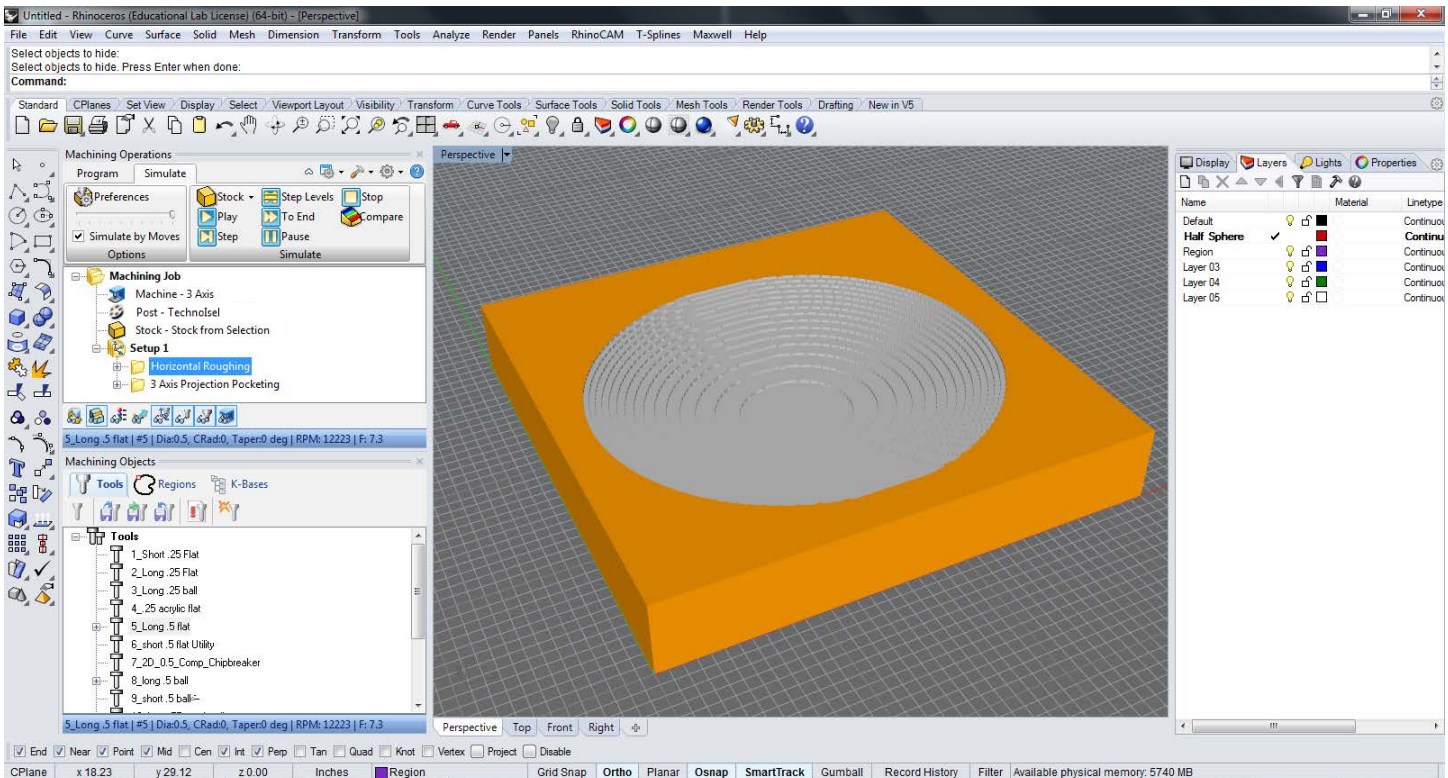 Untitled - Rhinoceros (Educational Lab License) (64-bit) - [Perspective]
File Edit View Curve Surface Solid Mesh Dimension Transform Tools Analyze Render Panels RhinoCAM T-Splines Maxwell Help
Select objects to hide:
Select objects to hide. Press Enter when done:
Command:
Standard CPlanes Set View Display Select Viewport Layout Visibility Transform Curve Tools Surface Tools Solid Tools Mesh Tools Render Tools Drafting New in V5
Machining Operations
Program Simulate
Preferences
Simulate by Moves
Options
Stock Step Levels Stop
Play To End Compare
Step Pause
Simulate
Machining Job
Machine - 3 Axis
Post - TechnoIsel
Stock - Stock from Selection
Setup 1
Horizontal Roughing
3 Axis Projection Pocketing
5_Long .5 flat | #5 | Dia:0.5, CRad:0, Taper:0 deg | RPM: 12223 | F: 7.3
Machining Objects
Tools Regions K-Bases
Tools
1_Short .25 Flat
2_Long .25 Flat
3_Long .25 ball
4_.25 acrylic flat
5_Long .5 flat
6_short .5 flat Utility
7_2D_0.5_Comp_Chipbreaker
8_long .5 ball
9_short .5 ball
5_Long .5 flat | #5 | Dia:0.5, CRad:0, Taper:0 deg | RPM: 12223 | F: 7.3
Perspective
Perspective Top Front Right
Display Layers Lights Properties
Name Material Linetype
Default Continuou
Half Sphere Continu
Region Continuou
Layer 03 Continuou
Layer 04 Continuou
Layer 05 Continuou
End Near Point Mid Cen Int Perp Tan Quad Knot Vertex Project Disable
CPlane x 18.23 y 29.12 z 0.00 Inches Region Grid Snap Ortho Planar Osnap SmartTrack Gumball Record History Filter Available physical memory: 5740 MB